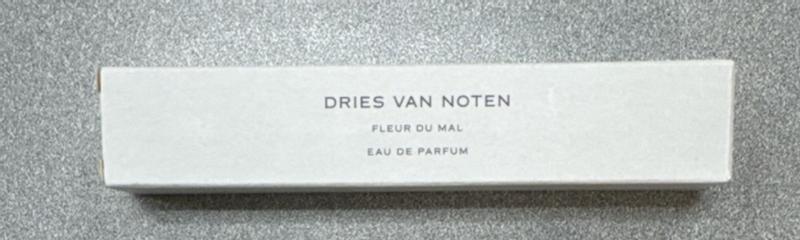 DRIES VAN NOTEN
FLEUR DU MAL
EAU DE PARFUM